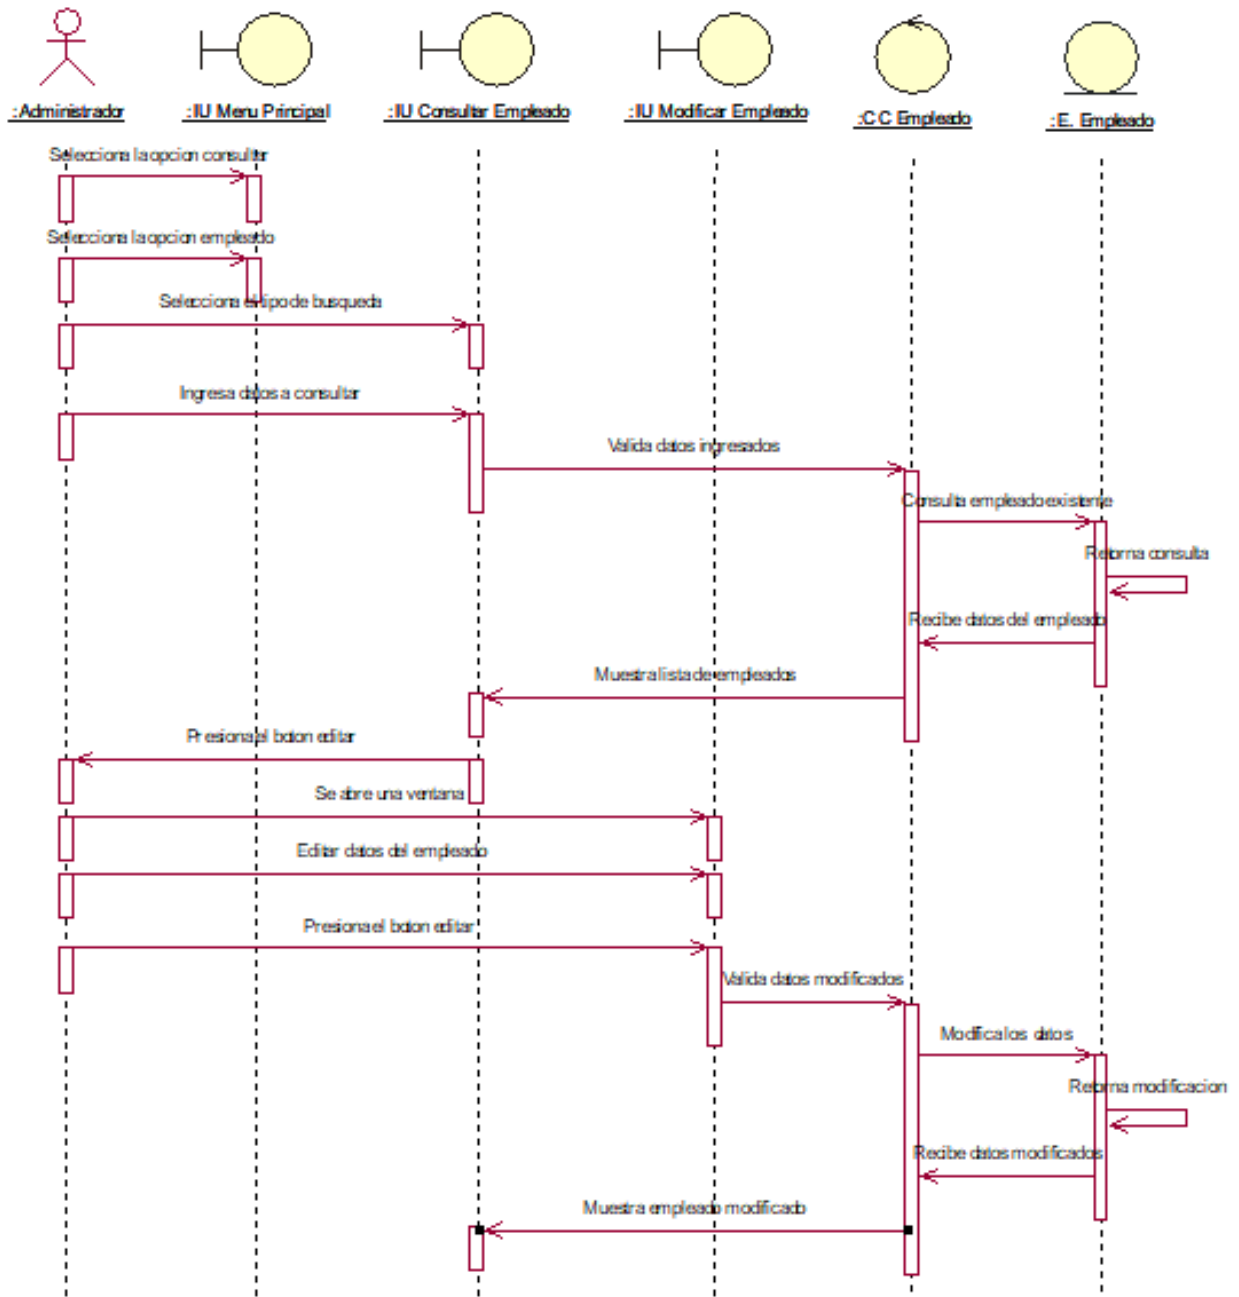 :Administrador
:IU Menu Principal
:IU Consultar Empleado
:IU Modificar Empleado
:CC Empleado
:E. Empleado
Selecciona la opcion consultar
Selecciona la opcion empleado
Selecciona el tipo de busqueda
Ingresa datos a consultar
Valida datos ingresados
Consulta empleado existente
Retorna consulta
Recibe datos del empleado
Muestra lista de empleados
Presiona el boton editar
Se abre una ventana
Editar datos del empleado
Presiona el boton editar
Valida datos modificados
Modifica los datos
Retorna modificacion
Recibe datos modificados
Muestra empleado modificado